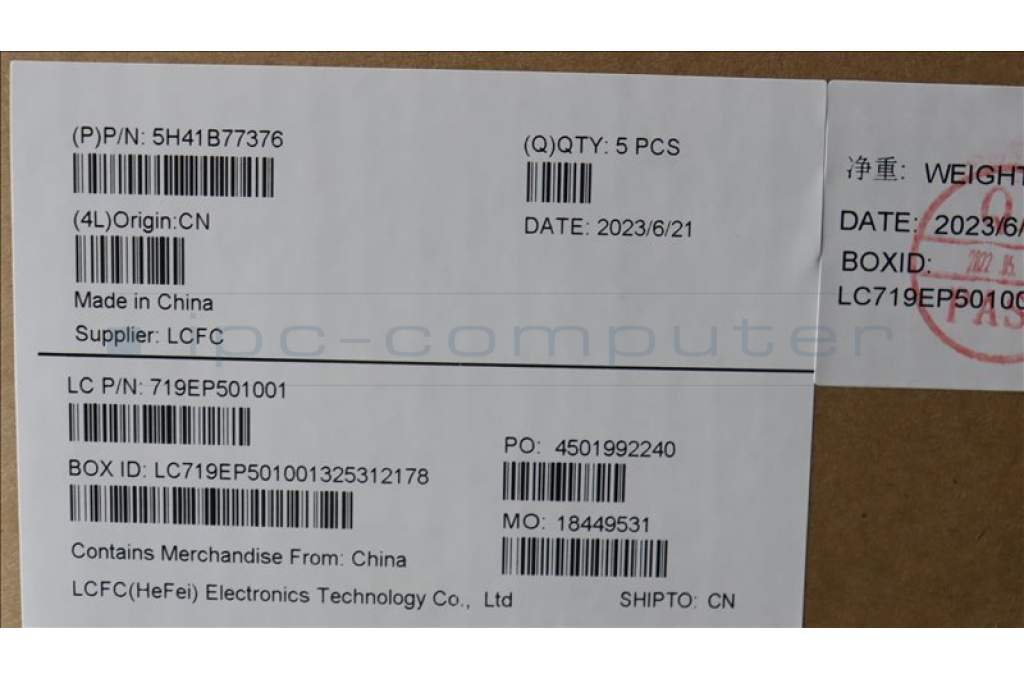 (P)P/N: 5H41B77376
(Q)QTY: 5 PCS
(4L)Origin:CN
DATE: 2023/6/21
Made in China
Supplier: LCFC
ipc-computer
LC P/N: 719EP501001
PO: 4501992240
BOX ID: LC719EP501001325312178
MO: 18449531
Contains Merchandise From: China
LCFC(HeFei) Electronics Technology Co., Ltd
SHIPTO: CN
净重: WEIGHT
DATE: 2023/6/
BOXID:
LC719EP50100